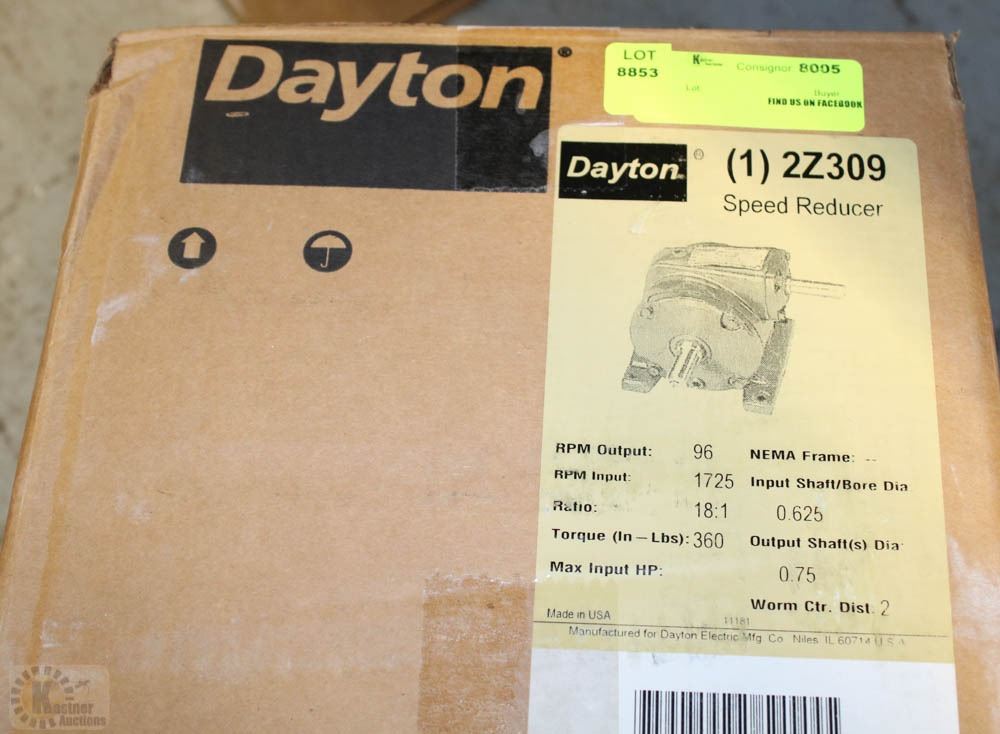 Dayton®
LOT
8853
Kastner Auctions
Consignor 8005
Lot
Buyer
FIND US ON FACEBOOK
Dayton®
(1) 2Z309
Speed Reducer
RPM Output: 96
NEMA Frame: --
RPM Input: 1725
Input Shaft/Bore Dia
Ratio: 18:1
0.625
Torque (In – Lbs): 360
Output Shaft(s) Dia
Max Input HP:
0.75
Worm Ctr. Dist. 2
Made in USA
11181
Manufactured for Dayton Electric Mfg. Co Niles, IL 60714 U.S.A
Kastner
Auctions